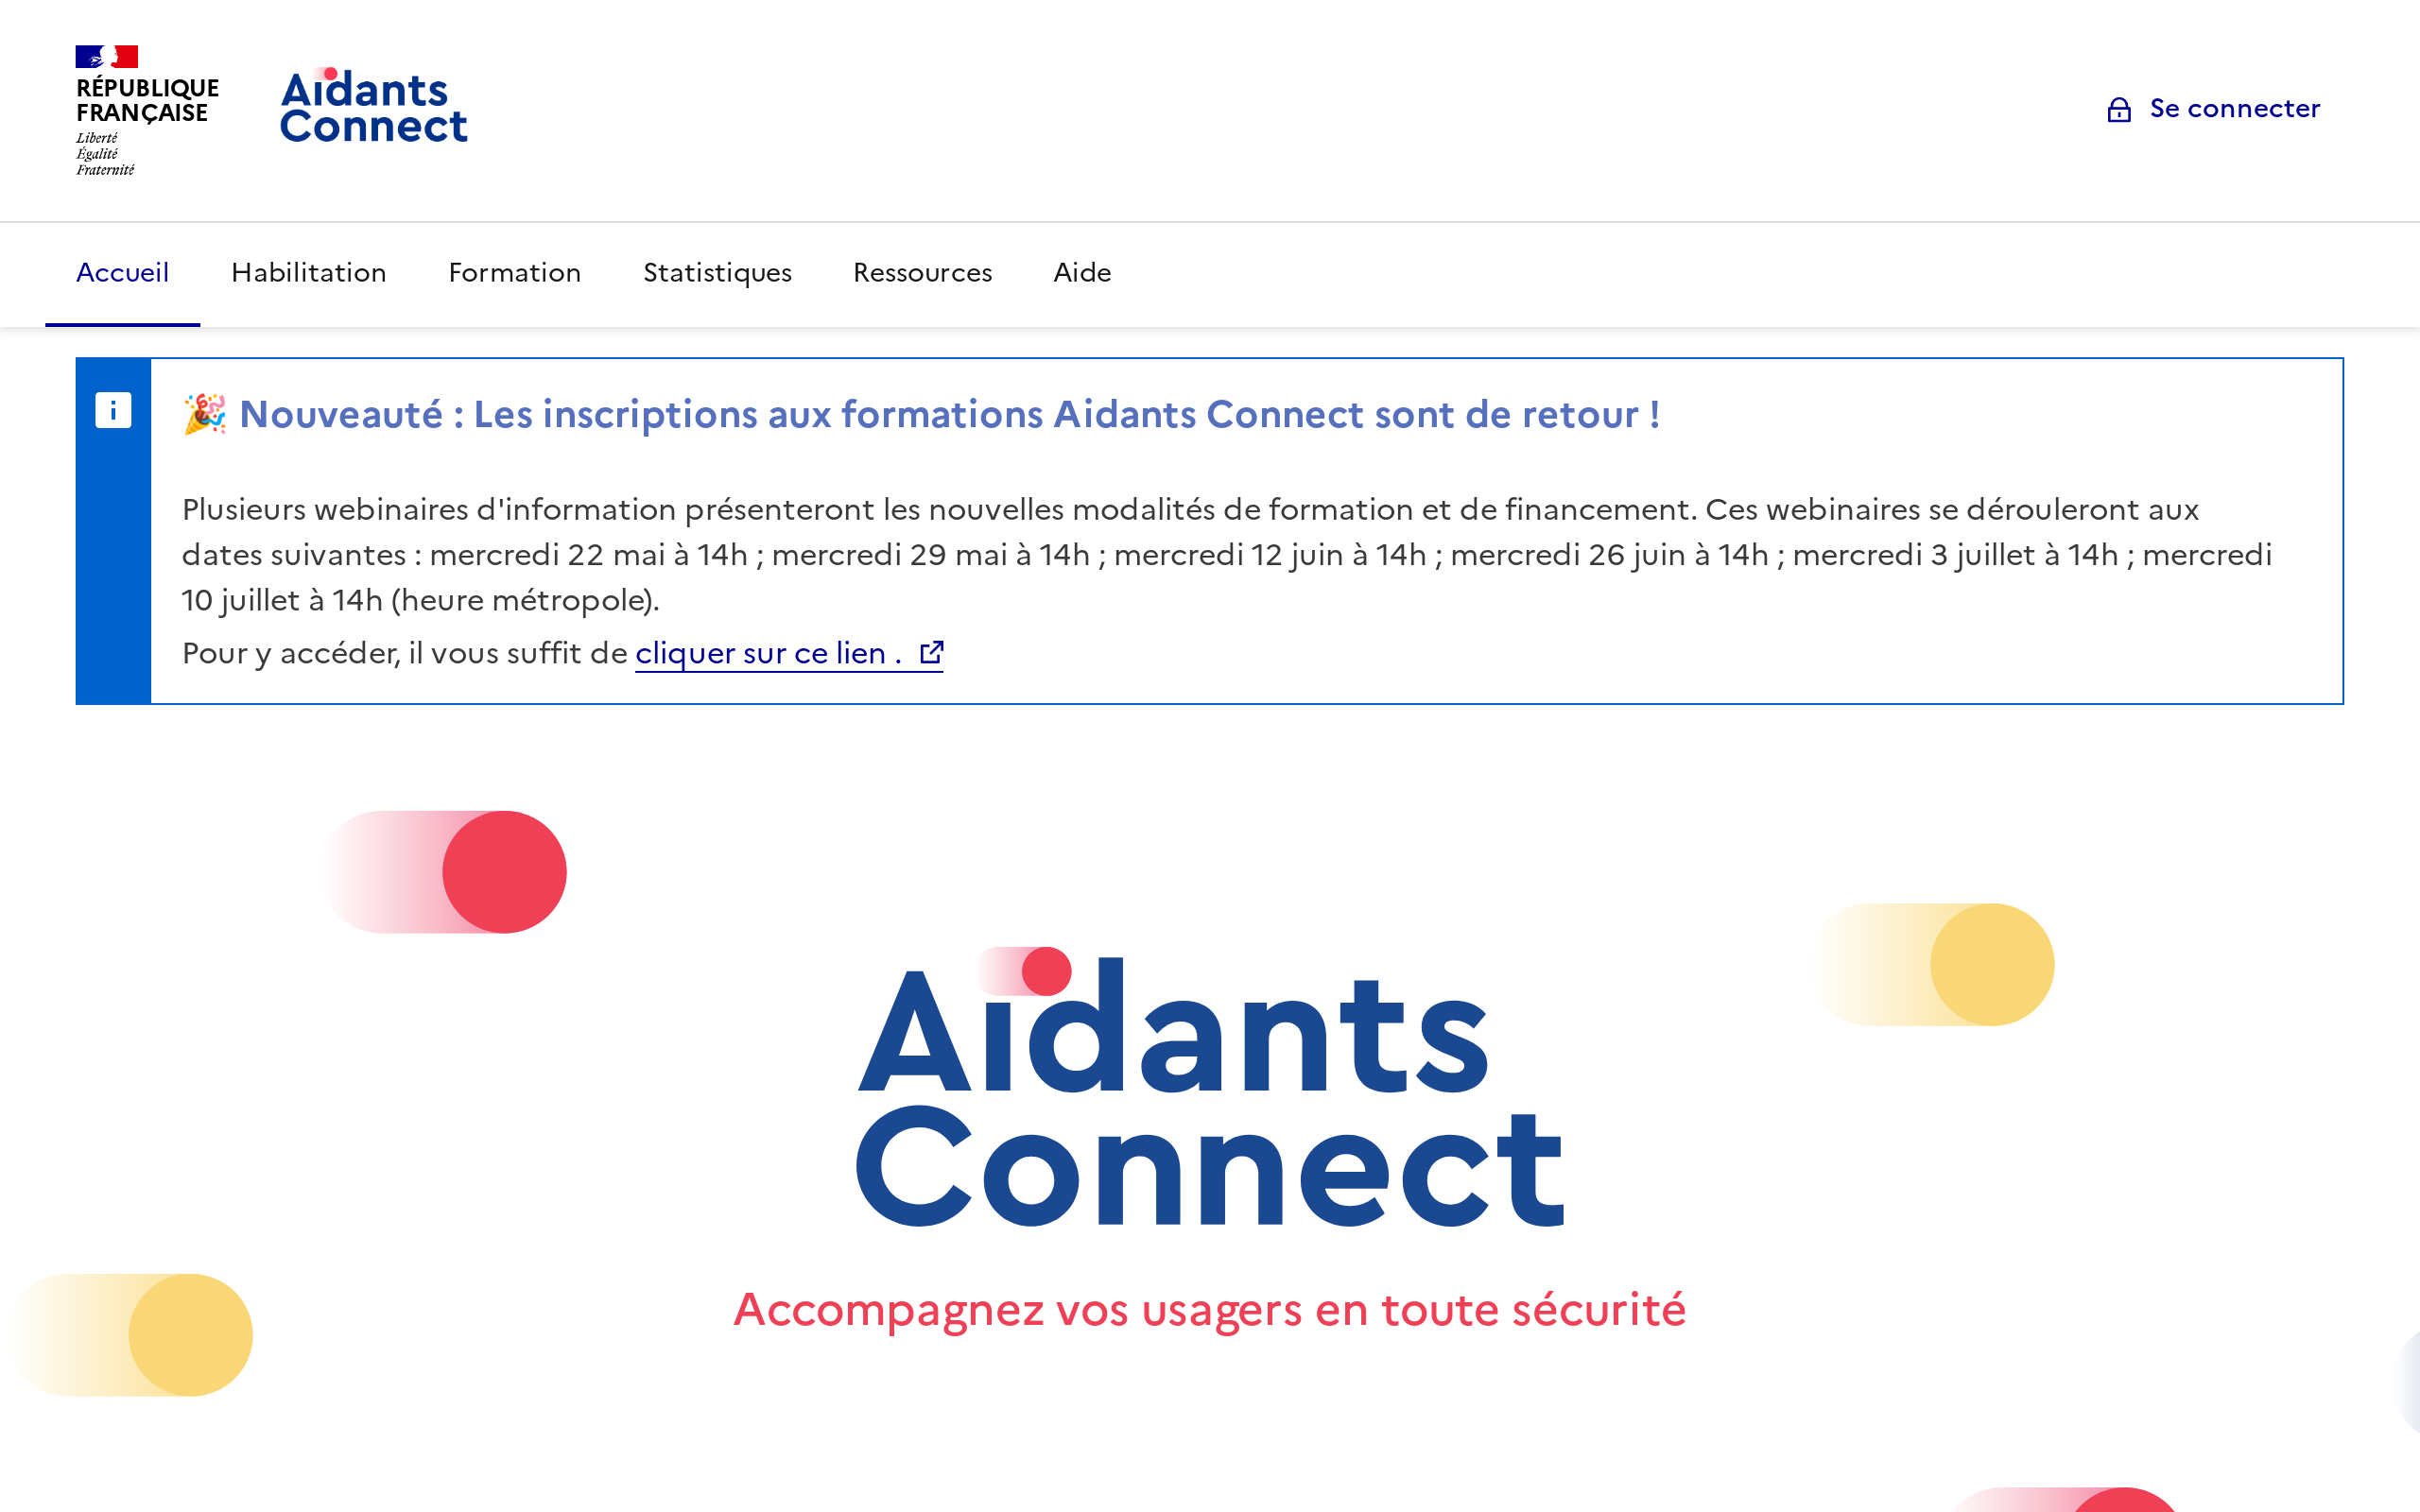 RÉPUBLIQUE
FRANÇAISE
Liberté
Égalité
Fraternité
Aidants
Connect
Se connecter
Accueil
Habilitation
Formation
Statistiques
Ressources
Aide
🎉 Nouveauté : Les inscriptions aux formations Aidants Connect sont de retour !
Plusieurs webinaires d'information présenteront les nouvelles modalités de formation et de financement. Ces webinaires se dérouleront aux
dates suivantes : mercredi 22 mai à 14h ; mercredi 29 mai à 14h ; mercredi 12 juin à 14h ; mercredi 26 juin à 14h ; mercredi 3 juillet à 14h ; mercredi
10 juillet à 14h (heure métropole).
Pour y accéder, il vous suffit de cliquer sur ce lien .
Aidants
Connect
Accompagnez vos usagers en toute sécurité